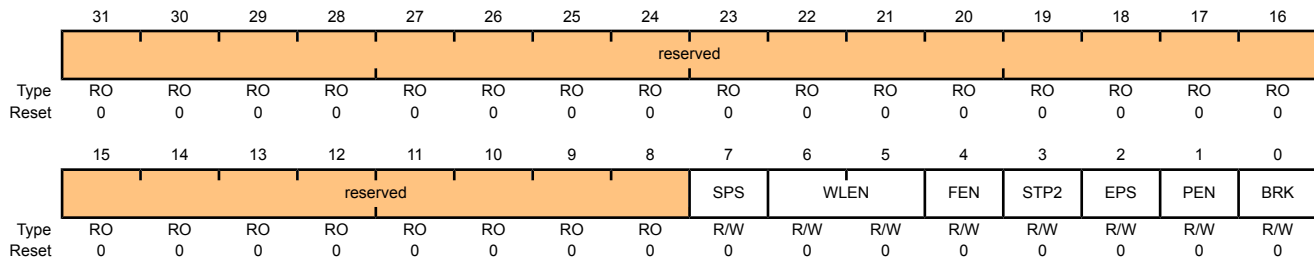 31 30 29 28 27 26 25 24 23 22 21 20 19 18 17 16
reserved
Type RO RO RO RO RO RO RO RO RO RO RO RO RO RO RO RO
Reset 0 0 0 0 0 0 0 0 0 0 0 0 0 0 0 0
15 14 13 12 11 10 9 8 7 6 5 4 3 2 1 0
reserved SPS WLEN FEN STP2 EPS PEN BRK
Type RO RO RO RO RO RO RO RO R/W R/W R/W R/W R/W R/W R/W R/W
Reset 0 0 0 0 0 0 0 0 0 0 0 0 0 0 0 0